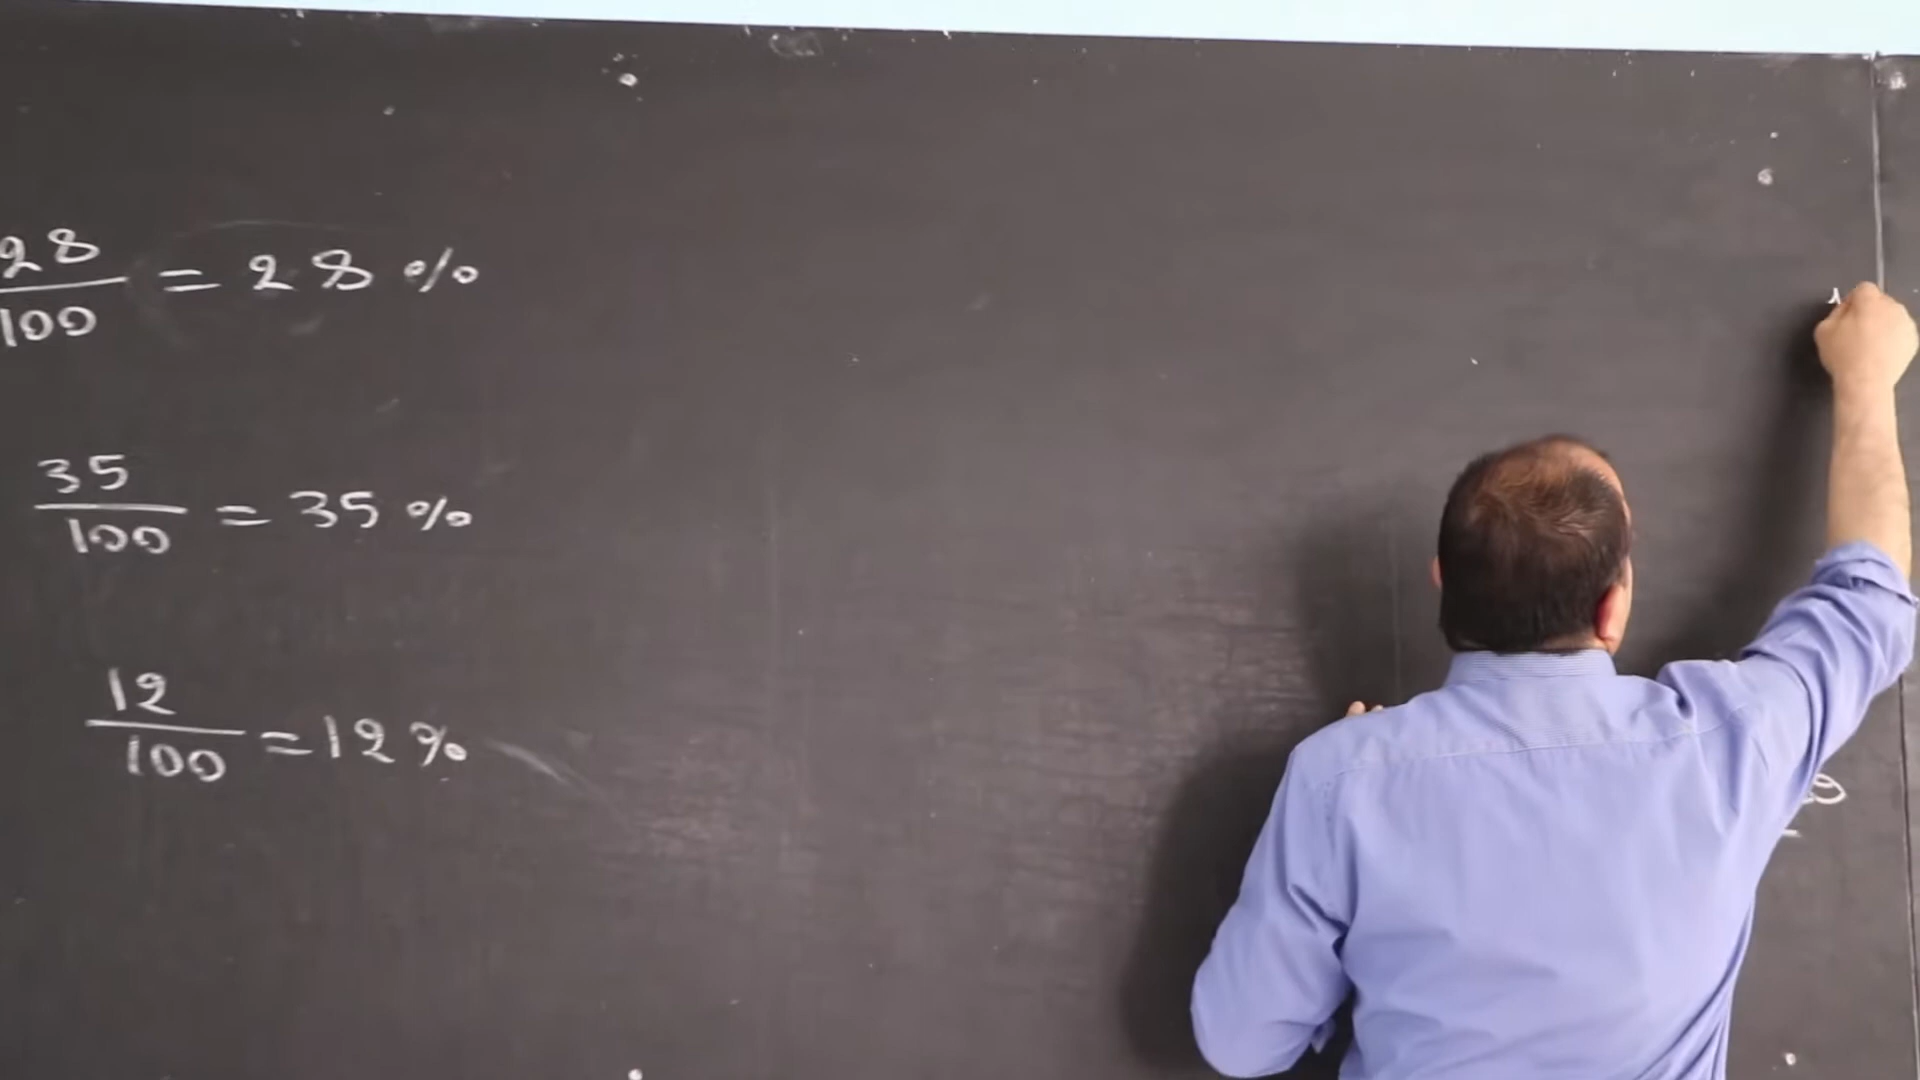 28/100 = 28 %
35/100 = 35 %
12/100 = 12 %